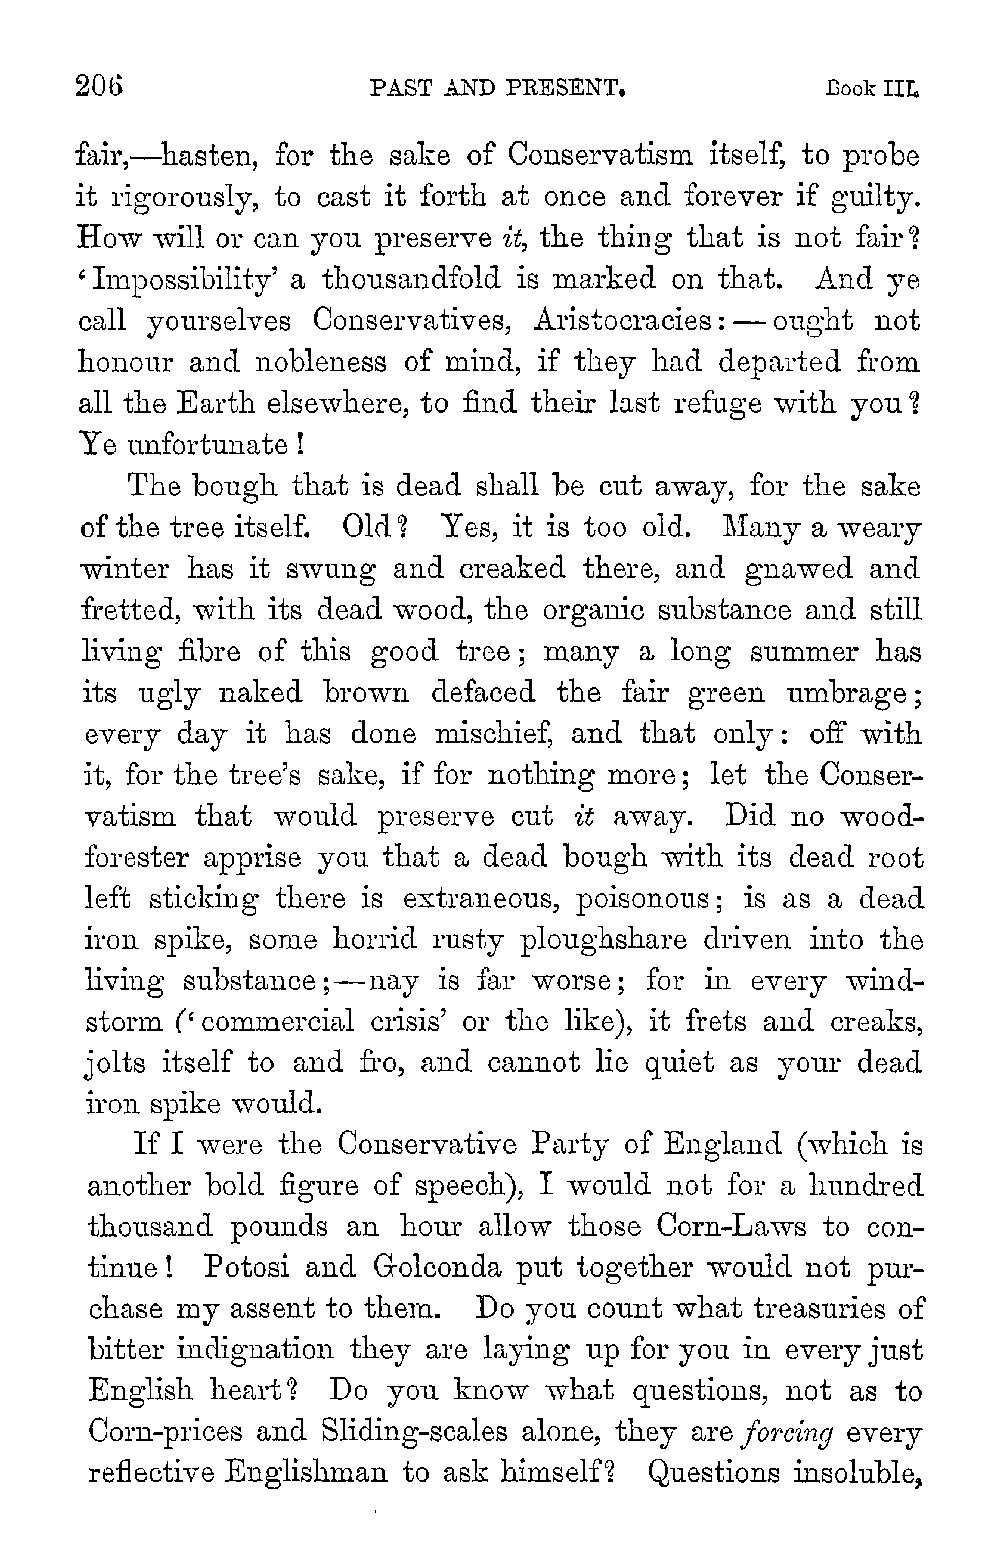 206 PAST AND PRESENT. Book III.
fair,—hasten, for the sake of Conservatism itself, to probe
it rigorously, to cast it forth at once and forever if guilty.
How will or can you preserve it, the thing that is not fair?
‘Impossibility’ a thousandfold is marked on that. And ye
call yourselves Conservatives, Aristocracies:—ought not
honour and nobleness of mind, if they had departed from
all the Earth elsewhere, to find their last refuge with you?
Ye unfortunate!
The bough that is dead shall be cut away, for the sake
of the tree itself. Old? Yes, it is too old. Many a weary
winter has it swung and creaked there, and gnawed and
fretted, with its dead wood, the organic substance and still
living fibre of this good tree; many a long summer has
its ugly naked brown defaced the fair green umbrage;
every day it has done mischief, and that only: off with
it, for the tree’s sake, if for nothing more; let the Conser-
vatism that would preserve cut it away. Did no wood-
forester apprise you that a dead bough with its dead root
left sticking there is extraneous, poisonous; is as a dead
iron spike, some horrid rusty ploughshare driven into the
living substance;—nay is far worse; for in every wind-
storm (‘commercial crisis’ or the like), it frets and creaks,
jolts itself to and fro, and cannot lie quiet as your dead
iron spike would.
If I were the Conservative Party of England (which is
another bold figure of speech), I would not for a hundred
thousand pounds an hour allow those Corn-Laws to con-
tinue! Potosi and Golconda put together would not pur-
chase my assent to them. Do you count what treasuries of
bitter indignation they are laying up for you in every just
English heart? Do you know what questions, not as to
Corn-prices and Sliding-scales alone, they are forcing every
reflective Englishman to ask himself? Questions insoluble,